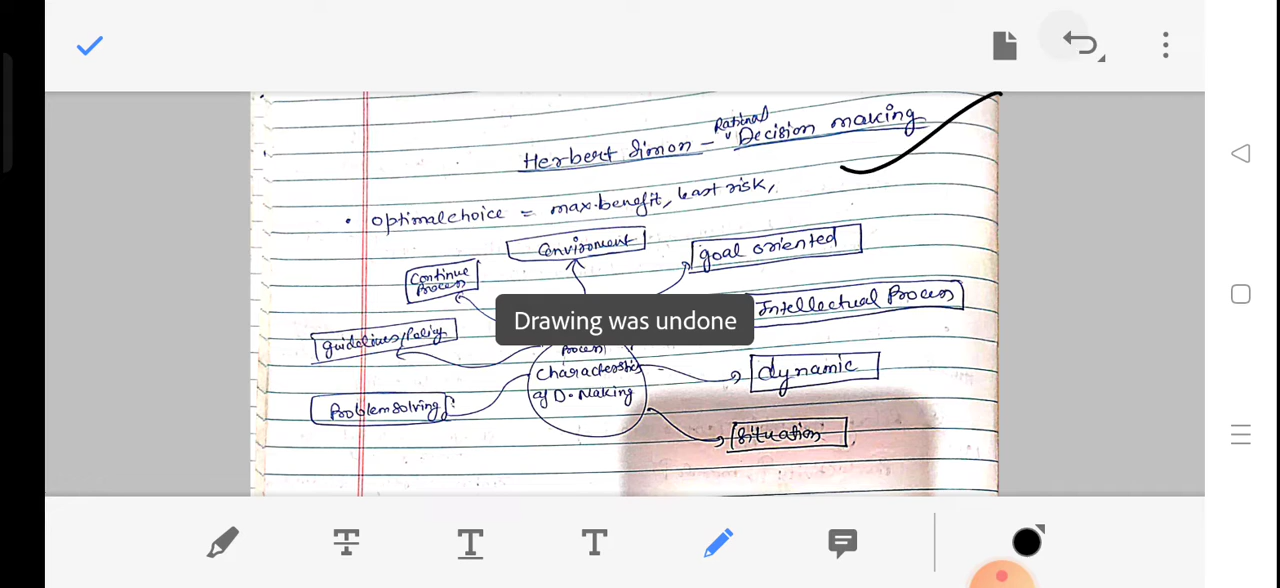 Rational
Herbert Simon - Decision making
• optimal choice = max. benefit, least risk,
Environment
goal oriented
Continue
Process
Intellectual Process
Drawing was undone
guidelines/Policy
Process
Characterstics
of D. Making
dynamic
Problem solving
situation
T
T
T